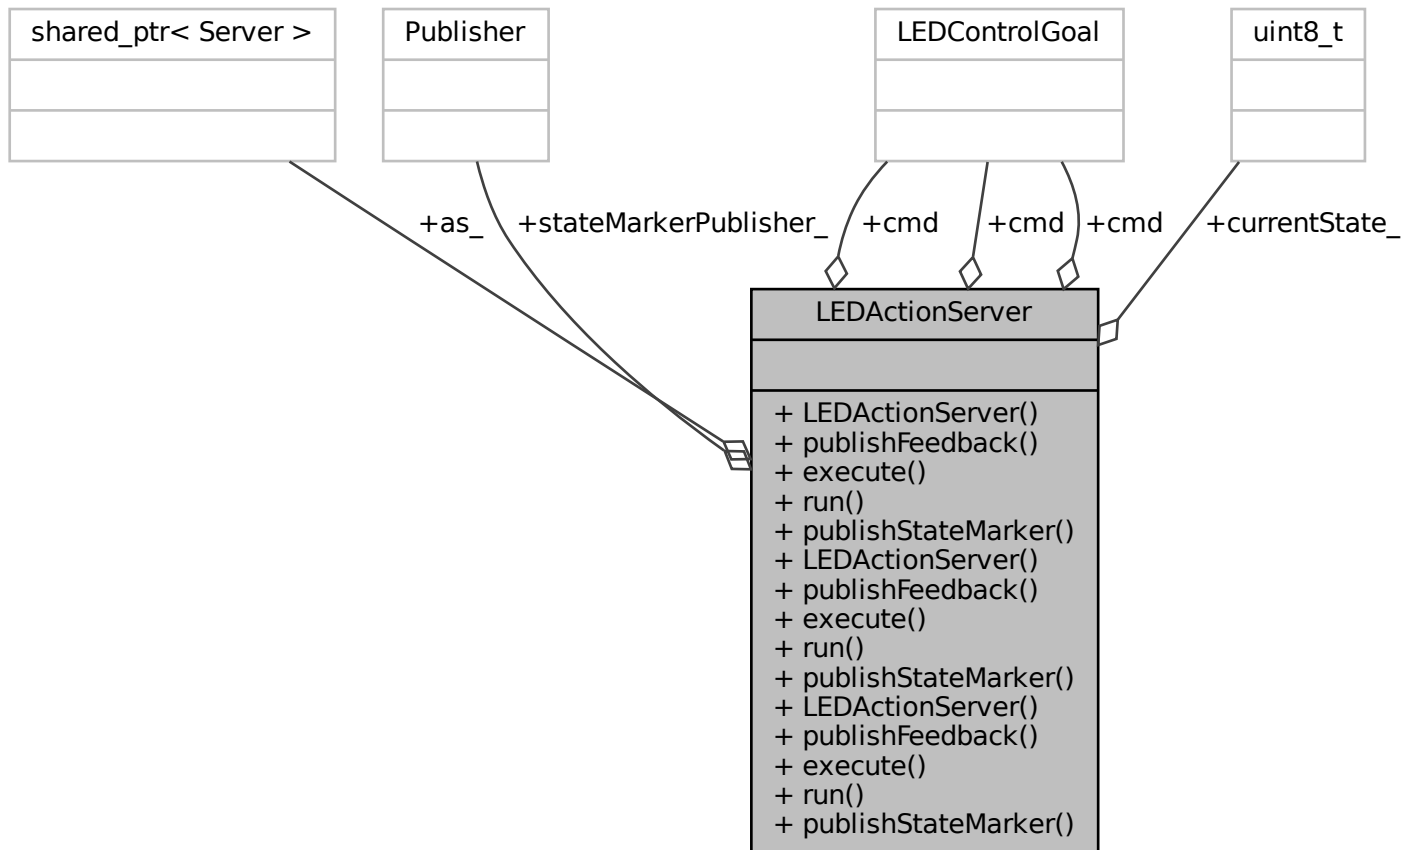 shared_ptr< Server >
Publisher
LEDControlGoal
uint8_t
+as_
+stateMarkerPublisher_
+cmd
+cmd
+cmd
+currentState_
LEDActionServer
+ LEDActionServer()
+ publishFeedback()
+ execute()
+ run()
+ publishStateMarker()
+ LEDActionServer()
+ publishFeedback()
+ execute()
+ run()
+ publishStateMarker()
+ LEDActionServer()
+ publishFeedback()
+ execute()
+ run()
+ publishStateMarker()